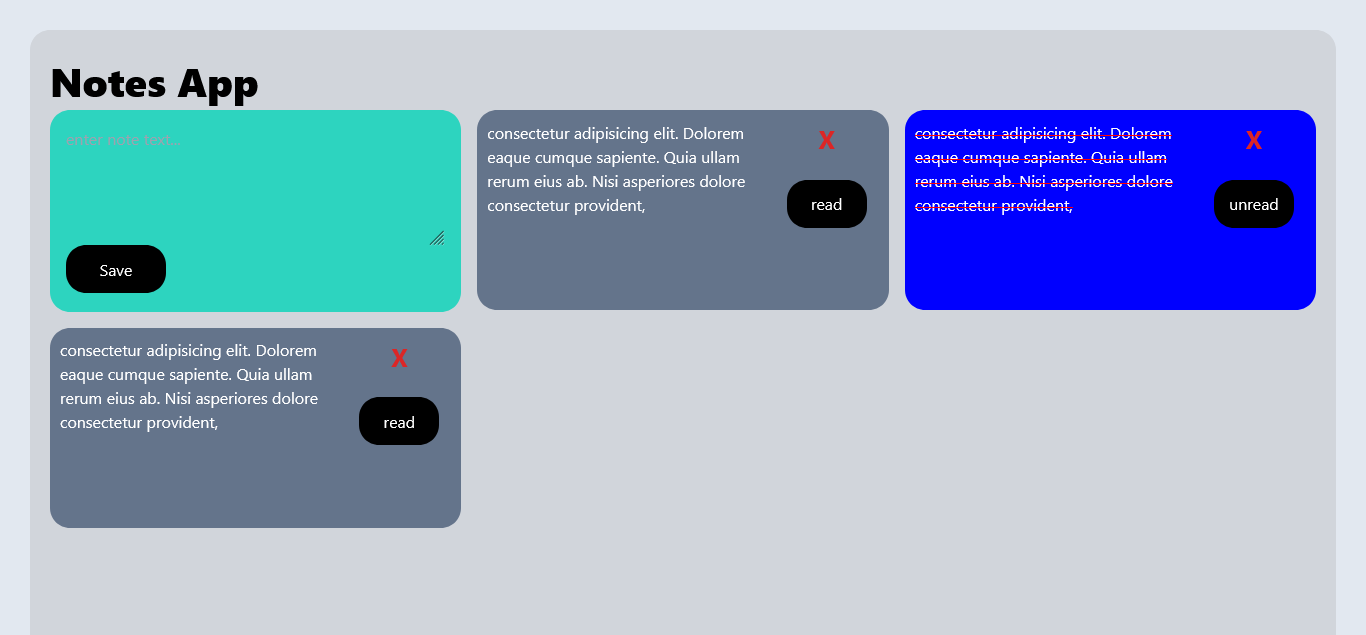 Notes App
enter note text...
Save
consectetur adipisicing elit. Dolorem
eaque cumque sapiente. Quia ullam
rerum eius ab. Nisi asperiores dolore
consectetur provident,
X
read
consectetur adipisicing elit. Dolorem
eaque cumque sapiente. Quia ullam
rerum eius ab. Nisi asperiores dolore
consectetur provident,
X
unread
consectetur adipisicing elit. Dolorem
eaque cumque sapiente. Quia ullam
rerum eius ab. Nisi asperiores dolore
consectetur provident,
X
read